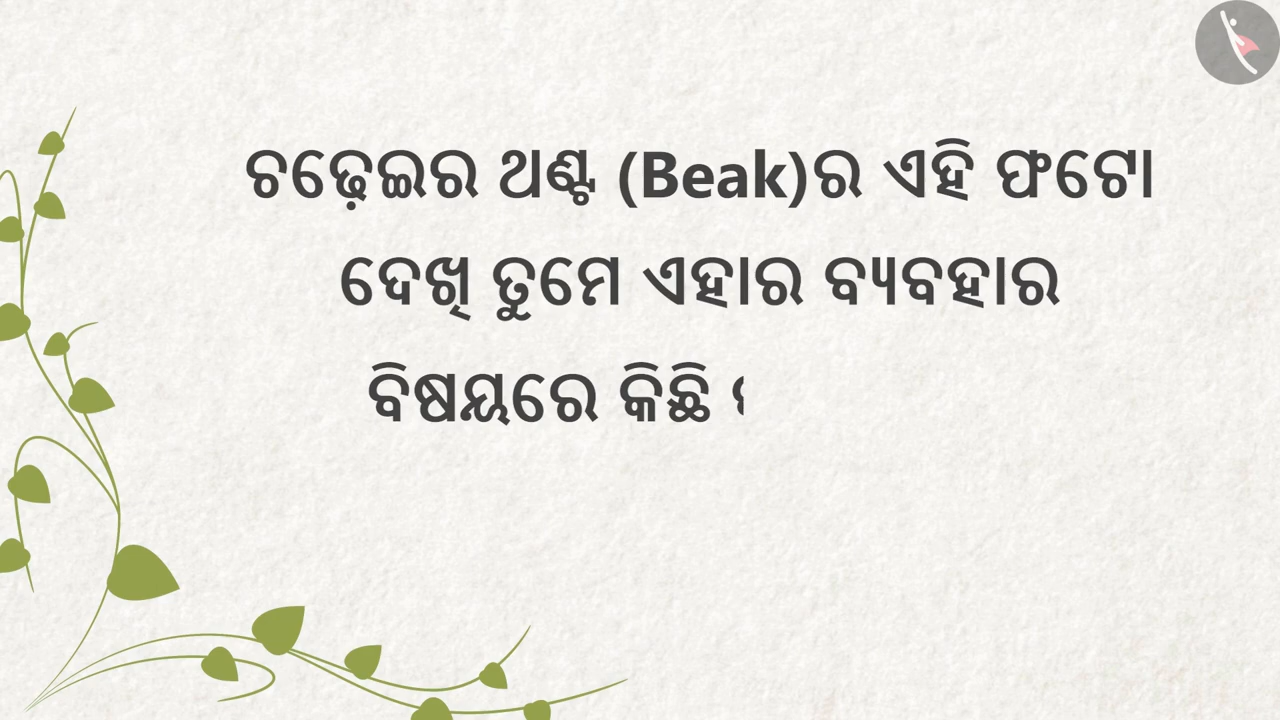 ଚଢ଼େଇର ଥଣ୍ଟ (Beak)ର ଏହି ଫଟୋ
ଦେଖି ତୁମେ ଏହାର ବ୍ୟବହାର
ବିଷୟରେ କିଛି